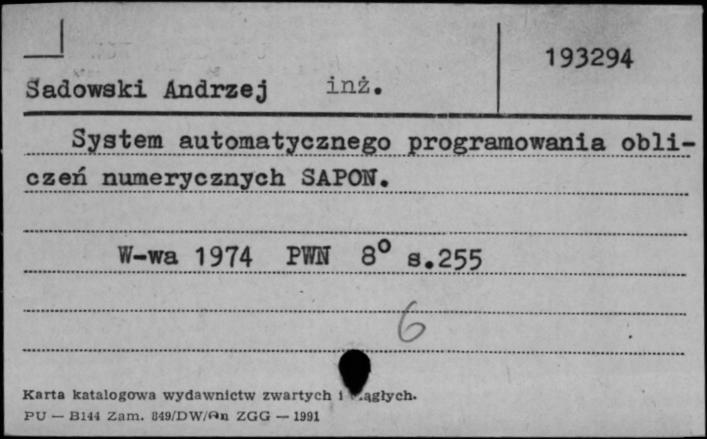 193294
Sadowski Andrzej inż.
System automatycznego programowania obli-
czeń numerycznych SAPON.
W-wa 1974 PWN 8° s.255
6
Karta katalogowa wydawnictw zwartych i
PU — B144 Zam. 849/DW/ ZGG — 1991